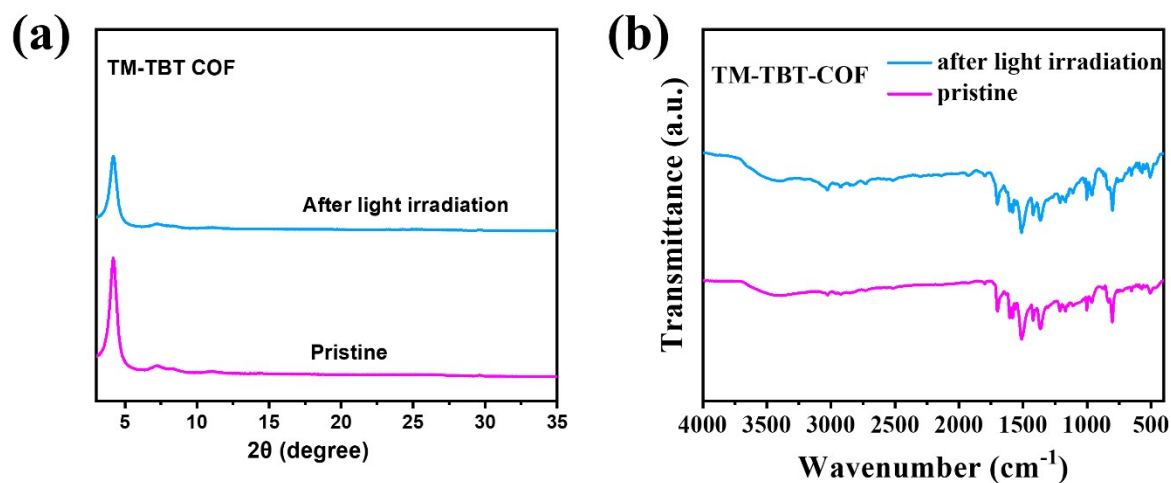 (a)
TM-TBT COF
After light irradiation
Pristine
5 10 15 20 25 30 35
2θ (degree)
(b)
TM-TBT-COF
after light irradiation
pristine
Transmittance (a.u.)
4000 3500 3000 2500 2000 1500 1000 500
Wavenumber (cm⁻¹)